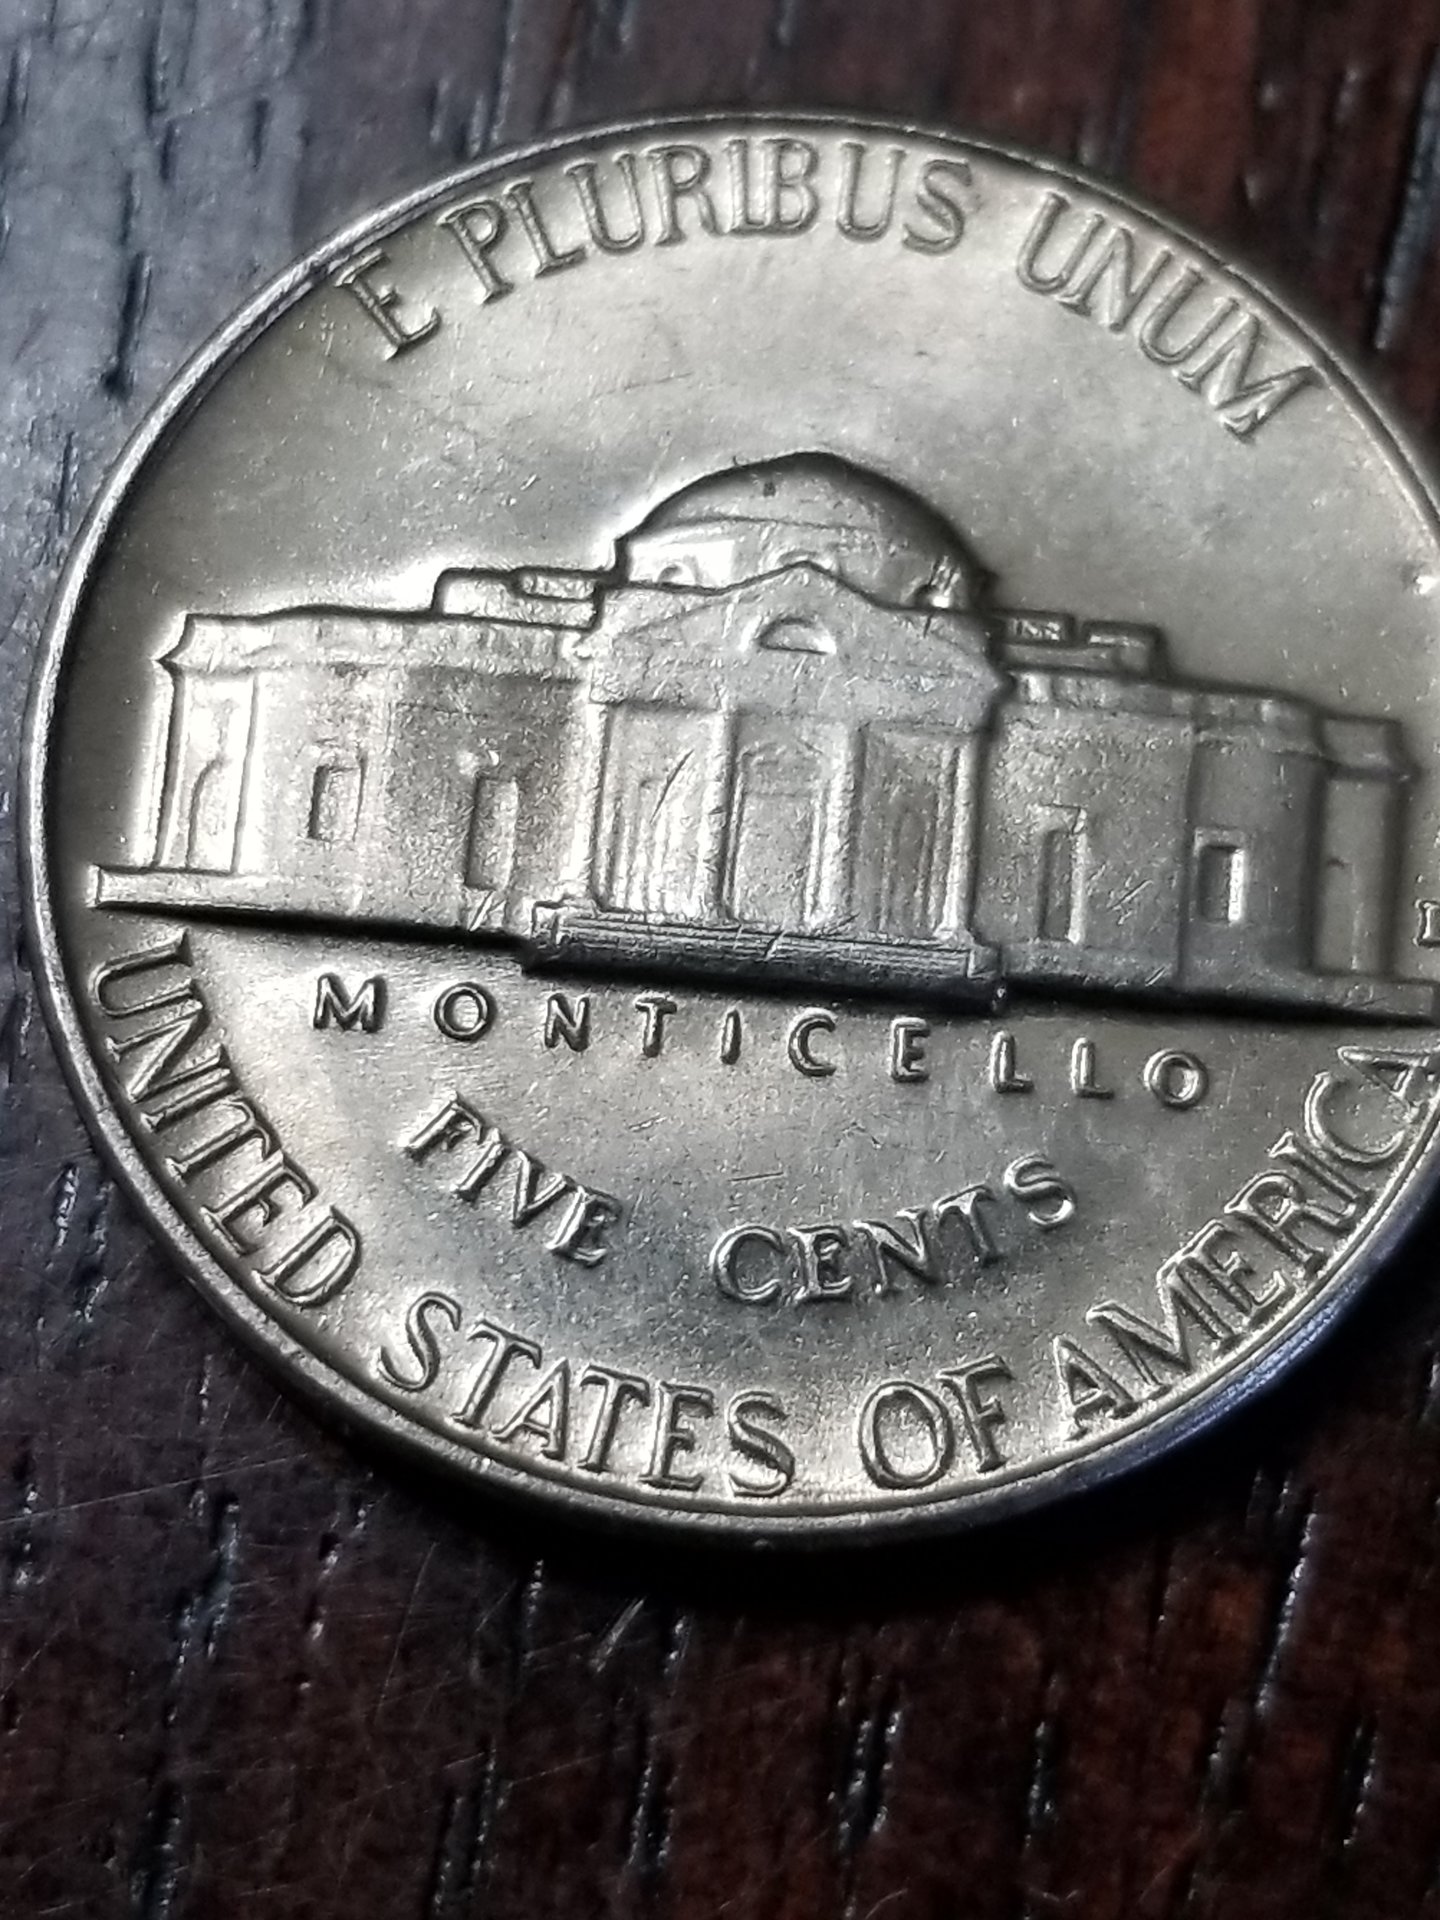 E PLURIBUS UNUM
MONTICELLO
FIVE CENTS
UNITED STATES OF AMERICA